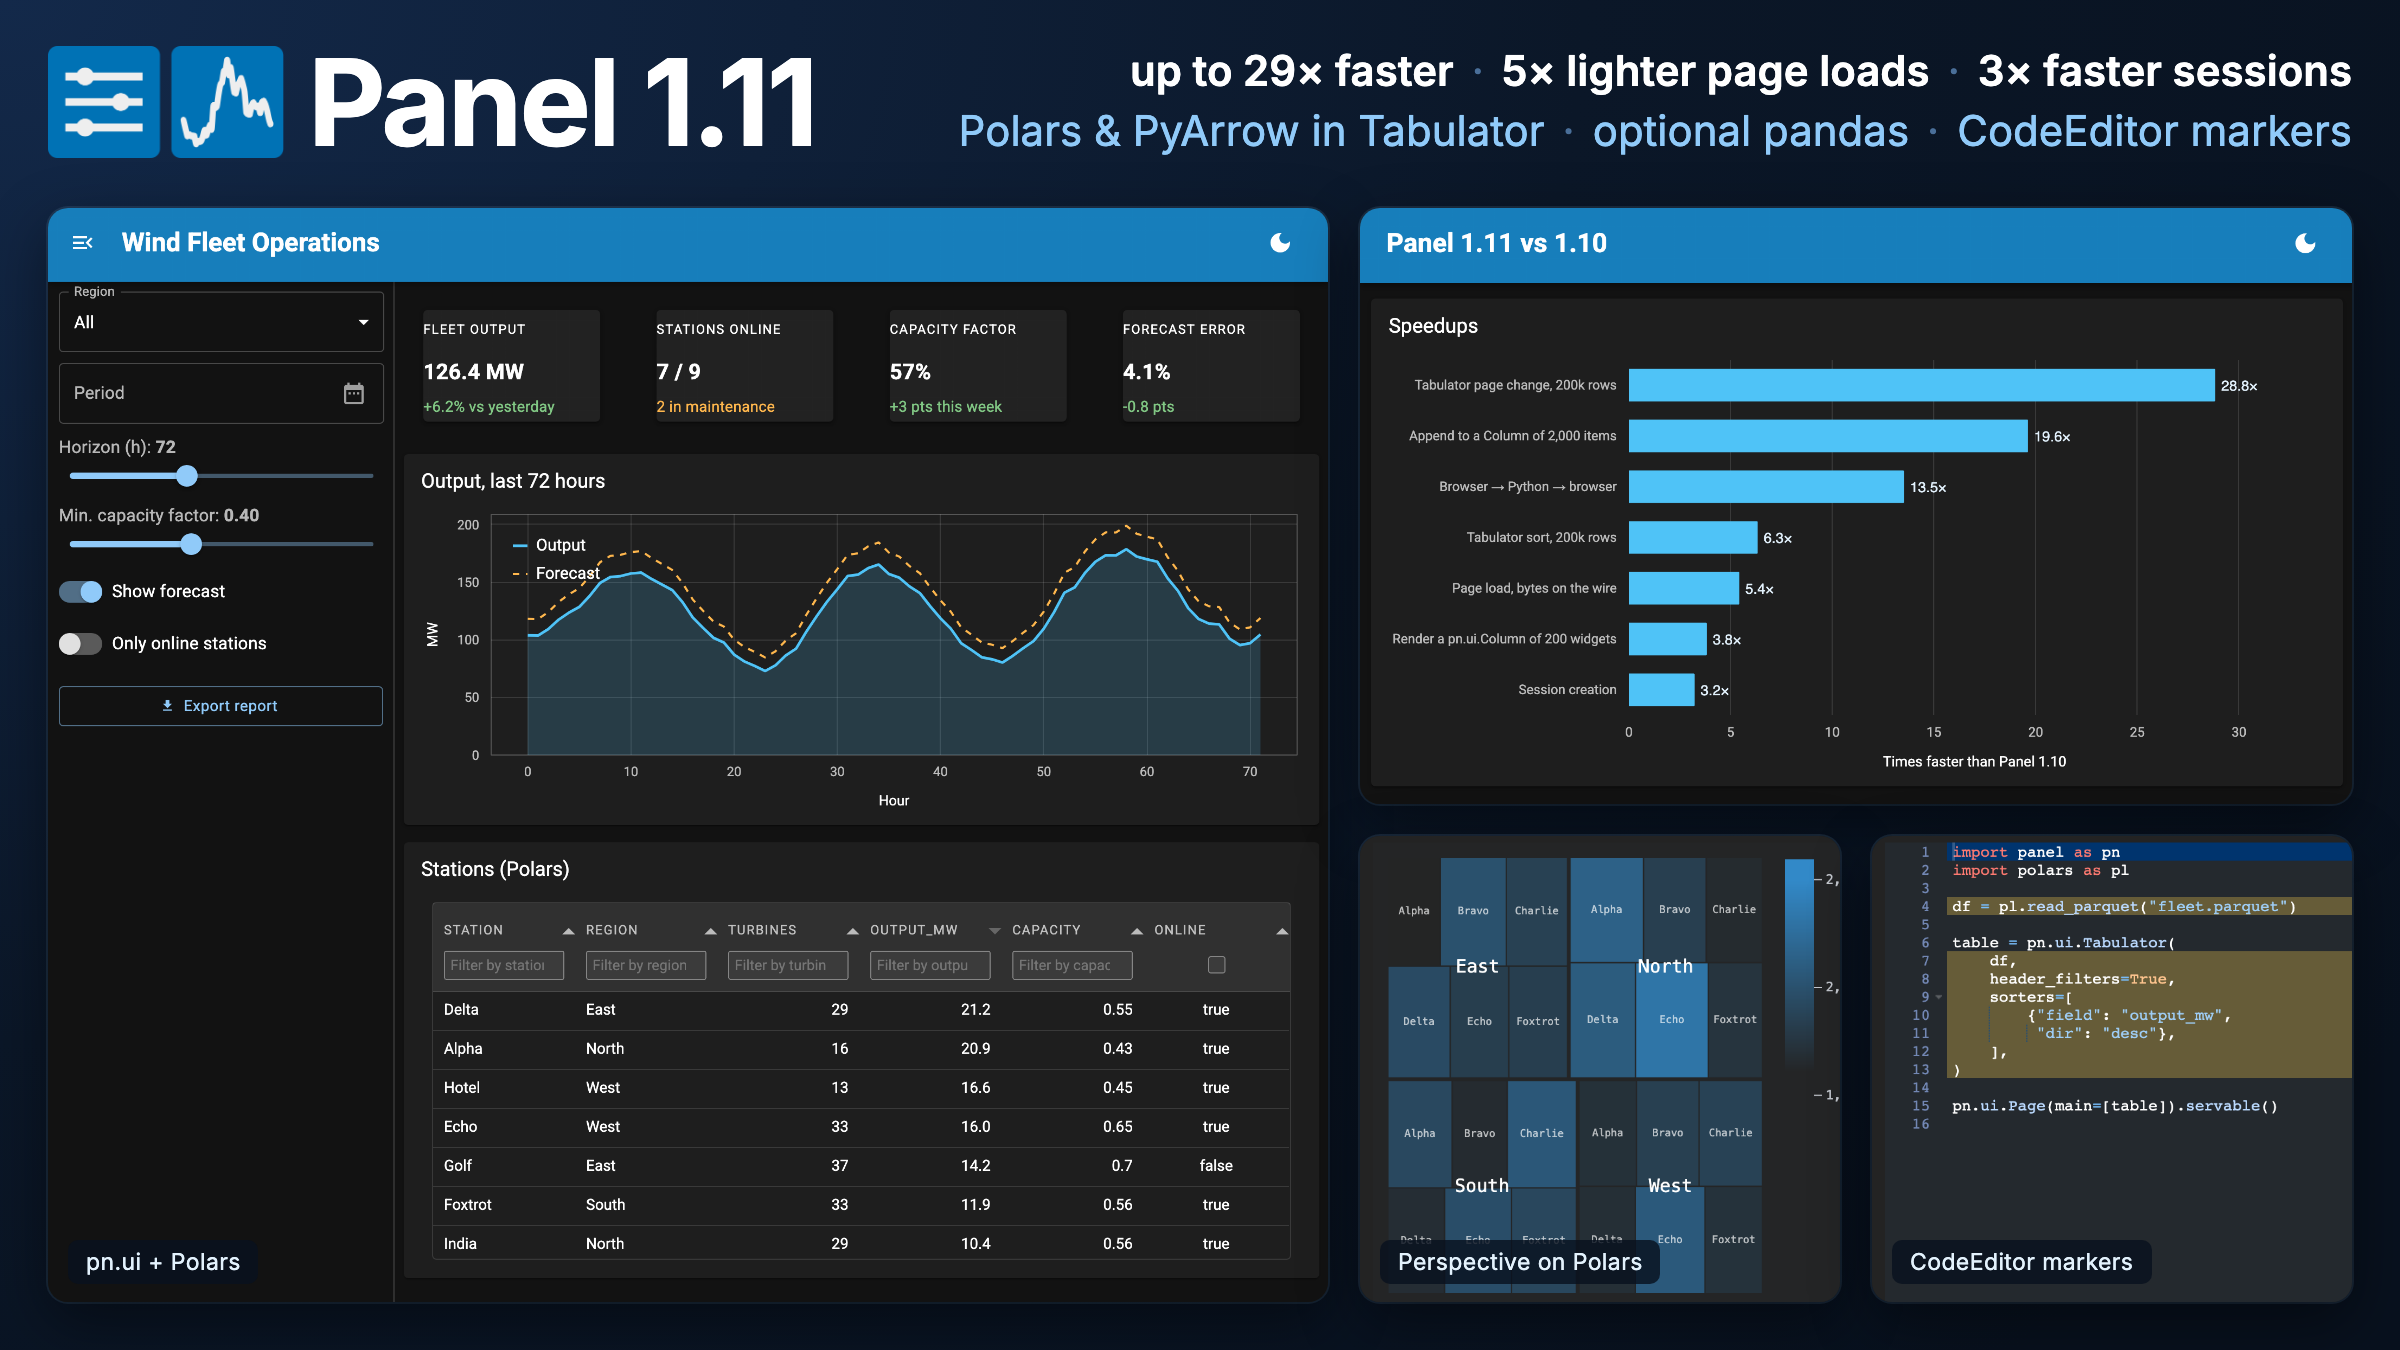 Panel 1.11
up to 29× faster · 5× lighter page loads · 3× faster sessions
Polars & PyArrow in Tabulator · optional pandas · CodeEditor markers
Wind Fleet Operations
Region
All
Period
Horizon (h): 72
Min. capacity factor: 0.40
Show forecast
Only online stations
Export report
pn.ui + Polars
FLEET OUTPUT
126.4 MW
+6.2% vs yesterday
STATIONS ONLINE
7 / 9
2 in maintenance
CAPACITY FACTOR
57%
+3 pts this week
FORECAST ERROR
4.1%
-0.8 pts
Output, last 72 hours
Output
Forecast
200
150
100
50
0
MW
0 10 20 30 40 50 60 70
Hour
Stations (Polars)
STATION REGION TURBINES OUTPUT_MW CAPACITY ONLINE
Filter by station Filter by region Filter by turbin Filter by outpu Filter by capac
Delta East 29 21.2 0.55 true
Alpha North 16 20.9 0.43 true
Hotel West 13 16.6 0.45 true
Echo West 33 16.0 0.65 true
Golf East 37 14.2 0.7 false
Foxtrot South 33 11.9 0.56 true
India North 29 10.4 0.56 true
Panel 1.11 vs 1.10
Speedups
Tabulator page change, 200k rows 28.8×
Append to a Column of 2,000 items 19.6×
Browser → Python → browser 13.5×
Tabulator sort, 200k rows 6.3×
Page load, bytes on the wire 5.4×
Render a pn.ui.Column of 200 widgets 3.8×
Session creation 3.2×
0 5 10 15 20 25 30
Times faster than Panel 1.10
Alpha Bravo Charlie Alpha Bravo Charlie
East North
Delta Echo Foxtrot Delta Echo Foxtrot
Alpha Bravo Charlie Alpha Bravo Charlie
South West
Delta Echo Foxtrot Delta Echo Foxtrot
2,
2,
1,
Perspective on Polars
1 import panel as pn
2 import polars as pl
3
4 df = pl.read_parquet("fleet.parquet")
5
6 table = pn.ui.Tabulator(
7 df,
8 header_filters=True,
9 sorters=[
10 {"field": "output_mw",
11 "dir": "desc"},
12 ],
13 )
14
15 pn.ui.Page(main=[table]).servable()
16
CodeEditor markers